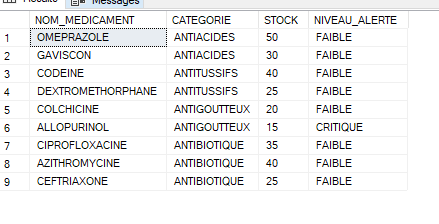 Results Messages
NOM_MEDICAMENT CATEGORIE STOCK NIVEAU_ALERTE
1 OMEPRAZOLE ANTIACIDES 50 FAIBLE
2 GAVISCON ANTIACIDES 30 FAIBLE
3 CODEINE ANTITUSSIFS 40 FAIBLE
4 DEXTROMETHORPHANE ANTITUSSIFS 25 FAIBLE
5 COLCHICINE ANTIGOUTTEUX 20 FAIBLE
6 ALLOPURINOL ANTIGOUTTEUX 15 CRITIQUE
7 CIPROFLOXACINE ANTIBIOTIQUE 35 FAIBLE
8 AZITHROMYCINE ANTIBIOTIQUE 40 FAIBLE
9 CEFTRIAXONE ANTIBIOTIQUE 25 FAIBLE